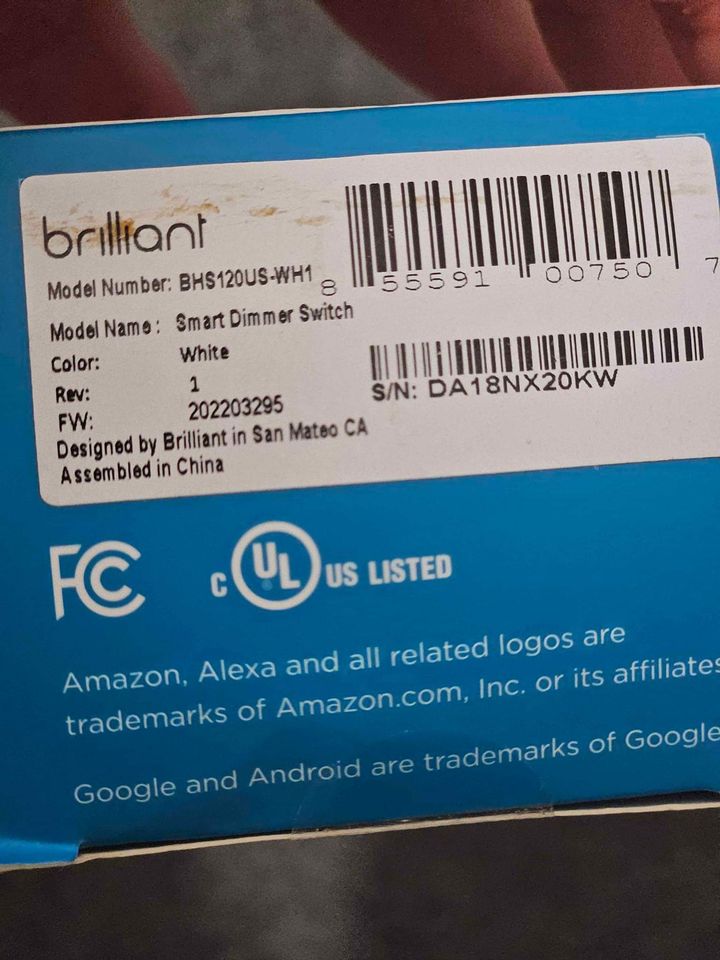 brilliant
Model Number: BHS120US-WH1
Model Name: Smart Dimmer Switch
Color: White
Rev: 1
FW: 202203295
Designed by Brilliant in San Mateo CA
Assembled in China
8 55591 00750 7
S/N: DA18NX20KW
FC
c UL US LISTED
Amazon, Alexa and all related logos are
trademarks of Amazon.com, Inc. or its affiliates
Google and Android are trademarks of Google